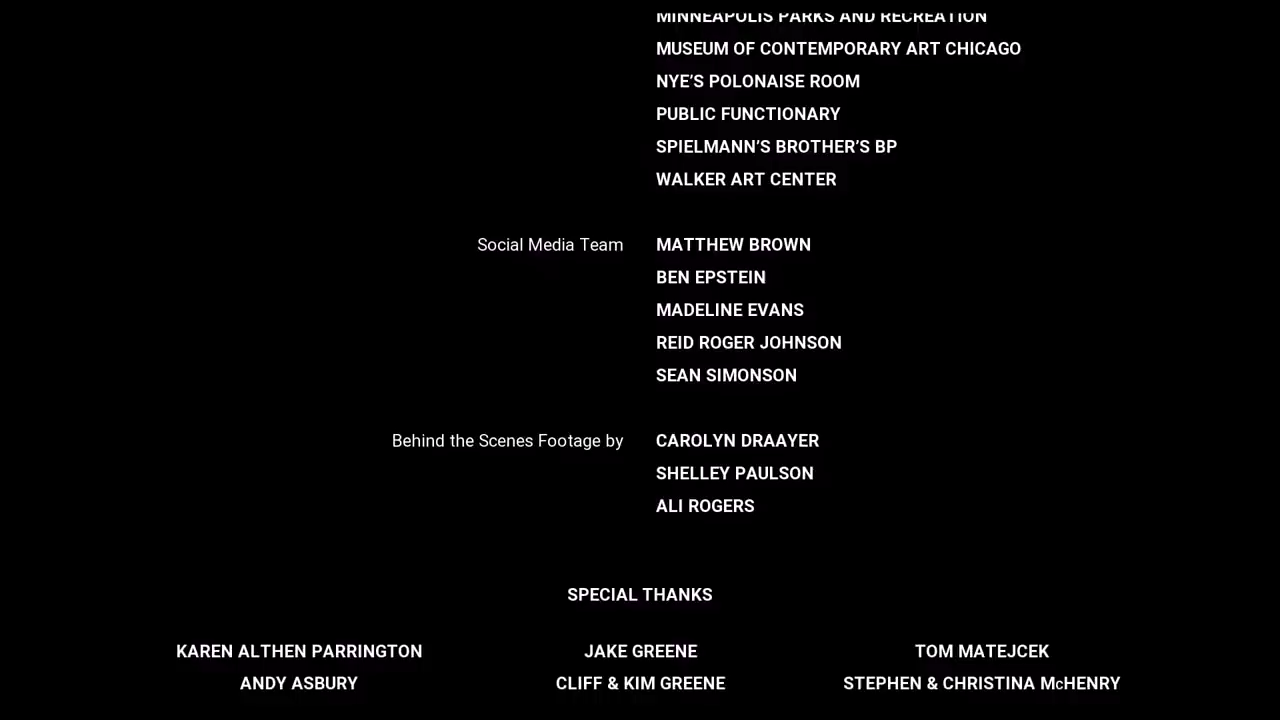 MINNEAPOLIS PARKS AND RECREATION
MUSEUM OF CONTEMPORARY ART CHICAGO
NYE’S POLONAISE ROOM
PUBLIC FUNCTIONARY
SPIELMANN’S BROTHER’S BP
WALKER ART CENTER
Social Media Team MATTHEW BROWN
BEN EPSTEIN
MADELINE EVANS
REID ROGER JOHNSON
SEAN SIMONSON
Behind the Scenes Footage by CAROLYN DRAAYER
SHELLEY PAULSON
ALI ROGERS
SPECIAL THANKS
KAREN ALTHEN PARRINGTON JAKE GREENE TOM MATEJCEK
ANDY ASBURY CLIFF & KIM GREENE STEPHEN & CHRISTINA McHENRY